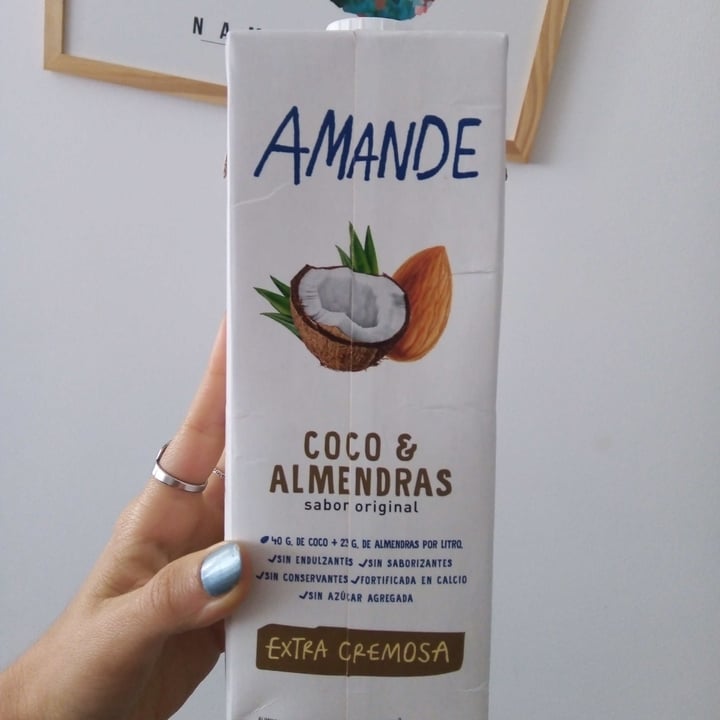 AMANDE
COCO &
ALMENDRAS
sabor original
40 G. DE COCO + 23 G. DE ALMENDRAS POR LITRO.
✓SIN ENDULZANTES ✓SIN SABORIZANTES
✓SIN CONSERVANTES ✓FORTIFICADA EN CALCIO
✓SIN AZÚCAR AGREGADA
EXTRA CREMOSA